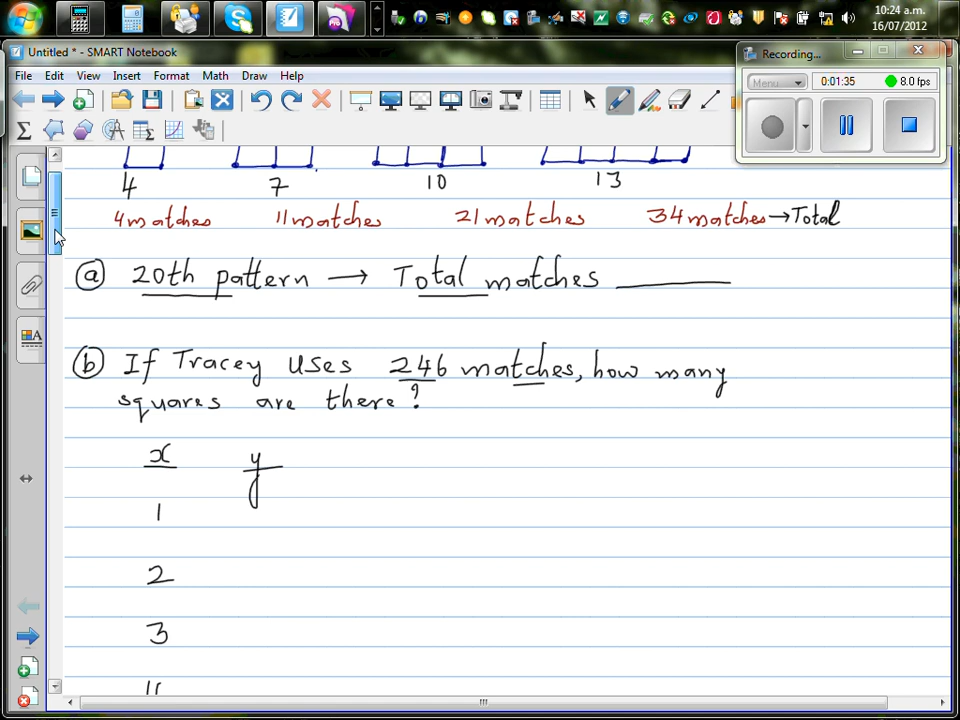 10:24 a.m.
16/07/2012
Untitled * - SMART Notebook
Recording...
File Edit View Insert Format Math Draw Help
Menu
0:01:35
8.0 fps
4 7 10 13
4 matches 11 matches 21 matches 34 matches → Total
(a) 20th pattern → Total matches ______
(b) If Tracey Uses 246 matches, how many
squares are there?
?
x y
1
2
3